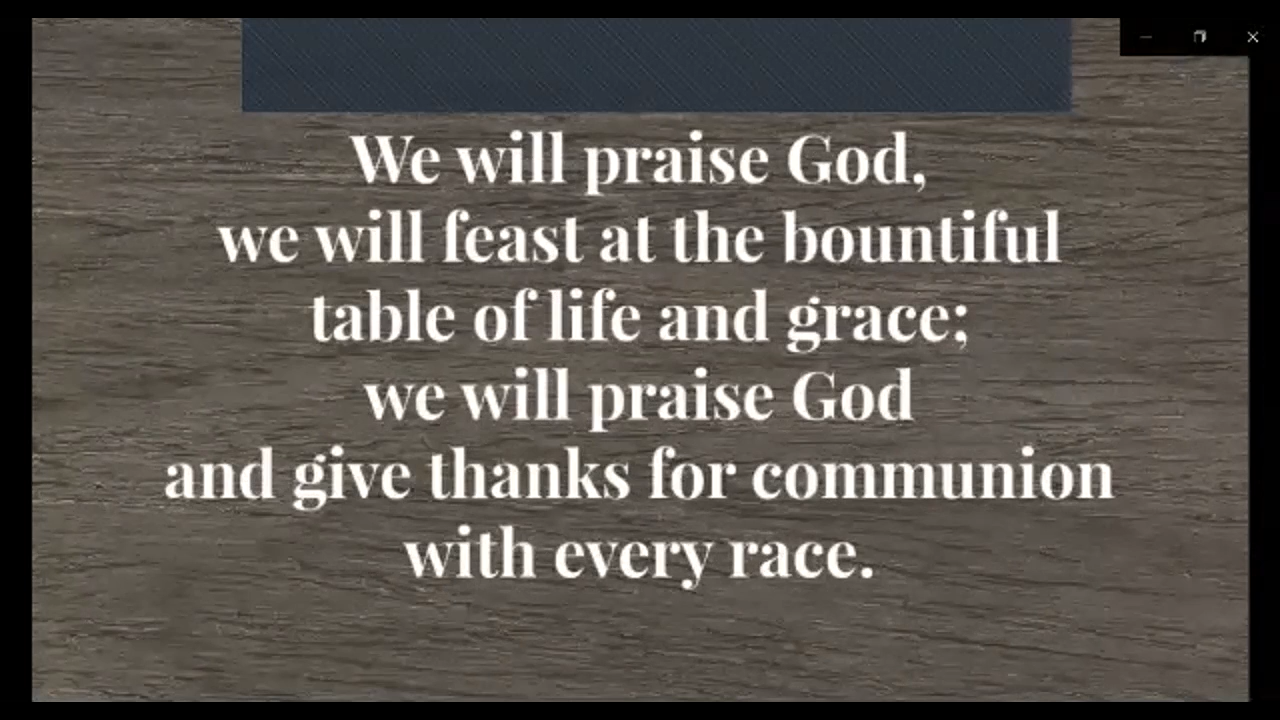 We will praise God,
we will feast at the bountiful
table of life and grace;
we will praise God
and give thanks for communion
with every race.